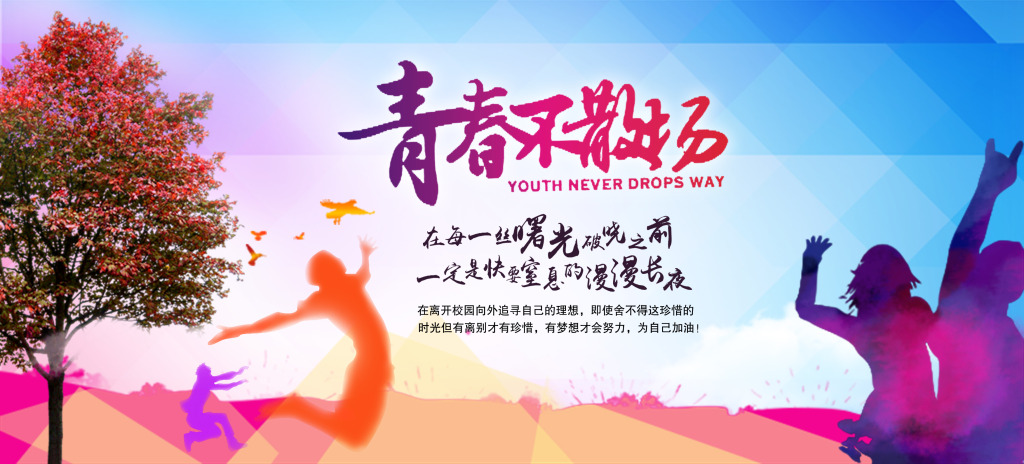 青春不散场
YOUTH NEVER DROPS WAY
在每一丝曙光破晓之前
一定是快要窒息的漫漫长夜
在离开校园向外追寻自己的理想，即使舍不得这珍惜的
时光但有离别才有珍惜，有梦想才会努力，为自己加油！